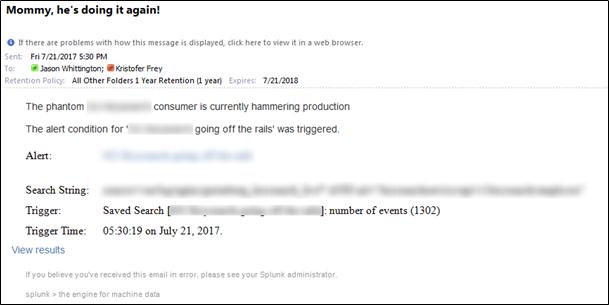 Mommy, he's doing it again!
If there are problems with how this message is displayed, click here to view it in a web browser.
Sent: Fri 7/21/2017 5:30 PM
To: Jason Whittington; Kristofer Frey
Retention Policy: All Other Folders 1 Year Retention (1 year) Expires: 7/21/2018
The phantom consumer is currently hammering production
The alert condition for ' going off the rails' was triggered.
Alert:
Search String:
Trigger: Saved Search [ ]: number of events (1302)
Trigger Time: 05:30:19 on July 21, 2017.
View results
If you believe you've received this email in error, please see your Splunk administrator.
splunk > the engine for machine data